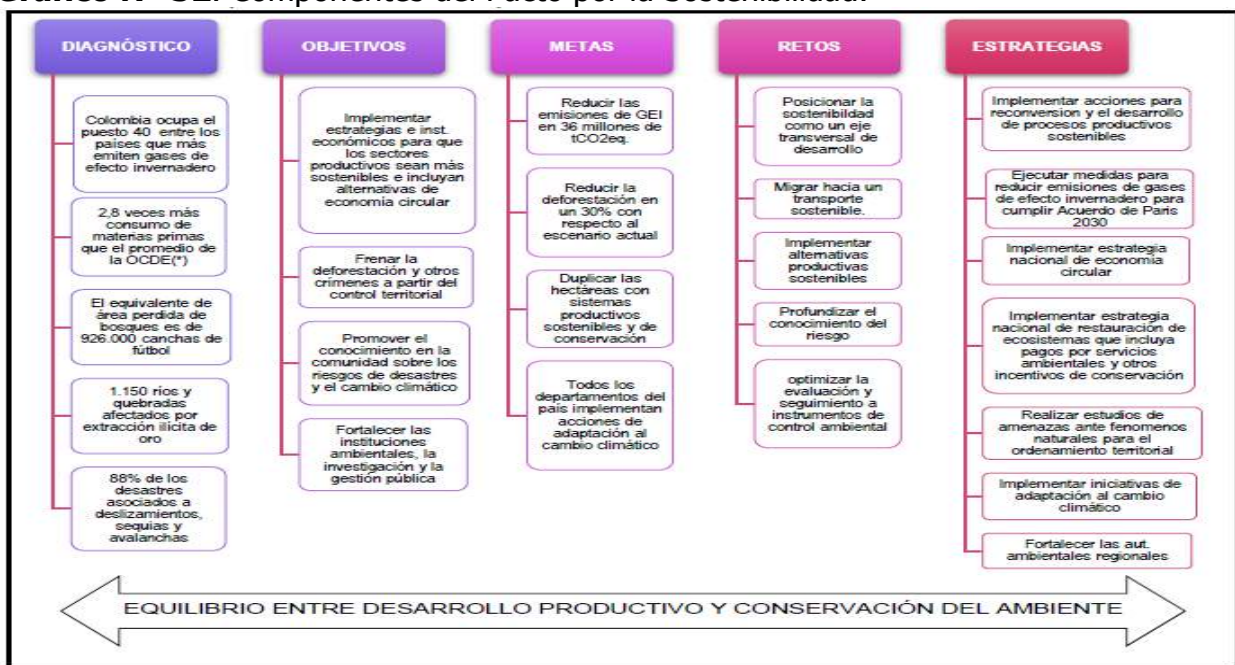 Componentes del Pacto por la Sostenibilidad.
DIAGNÓSTICO
Colombia ocupa el
puesto 40 entre los
países que más
emiten gases de
efecto invernadero
2,8 veces más
consumo de
materias primas
que el promedio de
la OCDE(*)
El equivalente de
área perdida de
bosques es de
926.000 canchas de
fútbol
1.150 ríos y
quebradas
afectados por
extracción ilícita de
oro
88% de los
desastres
asociados a
deslizamientos,
sequias y
avalanchas
OBJETIVOS
Implementar
estrategias e inst.
económicos para que
los sectores
productivos sean más
sostenibles e incluyan
alternativas de
economía circular
Frenar la
deforestación y otros
crímenes a partir del
control territorial
Promover el
conocimiento en la
comunidad sobre los
riesgos de desastres
y el cambio climático
Fortalecer las
instituciones
ambientales, la
investigación y la
gestión pública
METAS
Reducir las
emisiones de GEI
en 36 millones de
tCO2eq.
Reducir la
deforestación en
un 30% con
respecto al
escenario actual
Duplicar las
hectáreas con
sistemas
productivos
sostenibles y de
conservación
Todos los
departamentos del
país implementan
acciones de
adaptación al
cambio climático
RETOS
Posicionar la
sostenibildad
como un eje
transversal de
desarrollo
Migrar hacia un
transporte
sostenible.
Implementar
alternativas
productivas
sostenibles
Profundizar el
conocimiento del
riesgo
optimizar la
evaluación y
seguimiento a
instrumentos de
control ambiental
ESTRATEGIAS
Implementar acciones para
reconversion y el desarrollo
de procesos productivos
sostenibles
Ejecutar medidas para
reducir emisiones de gases
de efecto invernadero para
cumplir Acuerdo de Paris
2030
Implementar estrategia
nacional de economía
circular
Implementar estrategia
nacional de restauración de
ecosistemas que incluya
pagos por servicios
ambientales y otros
incentivos de conservación
Realizar estudios de
amenazas ante fenomenos
naturales para el
ordenamiento territorial
Implementar iniciativas de
adaptación al cambio
climático
Fortalecer las aut.
ambientales regionales
EQUILIBRIO ENTRE DESARROLLO PRODUCTIVO Y CONSERVACIÓN DEL AMBIENTE